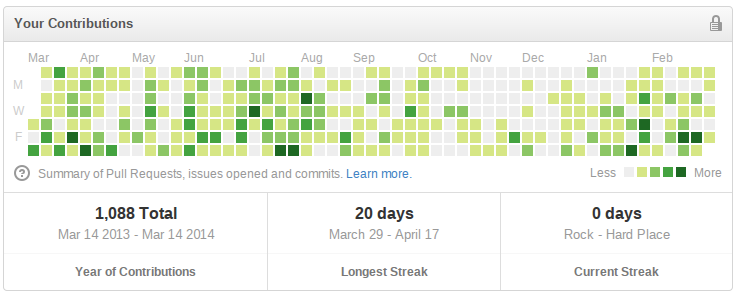 Your Contributions
Mar Apr May Jun Jul Aug Sep Oct Nov Dec Jan Feb
M
W
F
? Summary of Pull Requests, issues opened and commits. Learn more. Less More
1,088 Total 20 days 0 days
Mar 14 2013 - Mar 14 2014 March 29 - April 17 Rock - Hard Place
Year of Contributions Longest Streak Current Streak